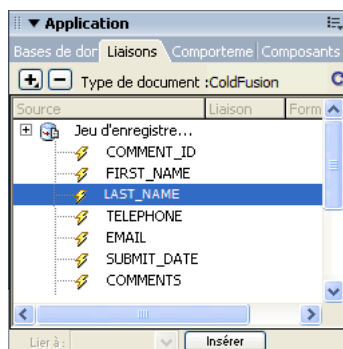 Application
Bases de dor Liaisons Comporteme Composants
Type de document :ColdFusion
Source Liaison Form
Jeu d'enregistre...
COMMENT_ID
FIRST_NAME
LAST_NAME
TELEPHONE
EMAIL
SUBMIT_DATE
COMMENTS
Lier à : Insérer